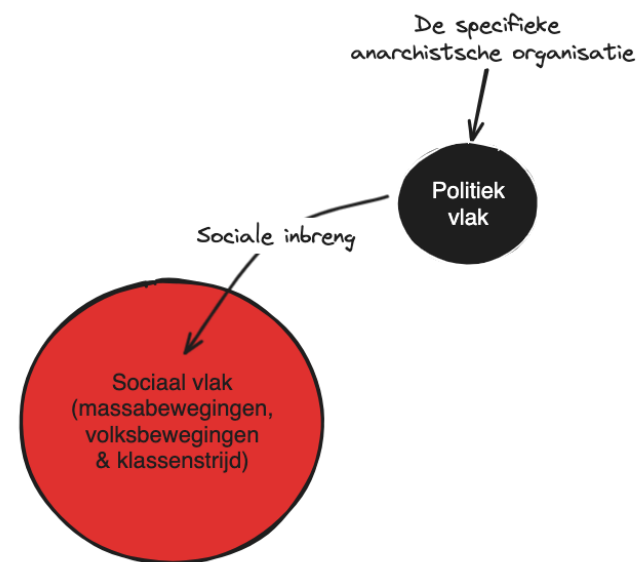 De specifieke
anarchistsche organisatie
Politiek
vlak
Sociale inbreng
Sociaal vlak
(massabewegingen,
volksbewegingen
& klassenstrijd)